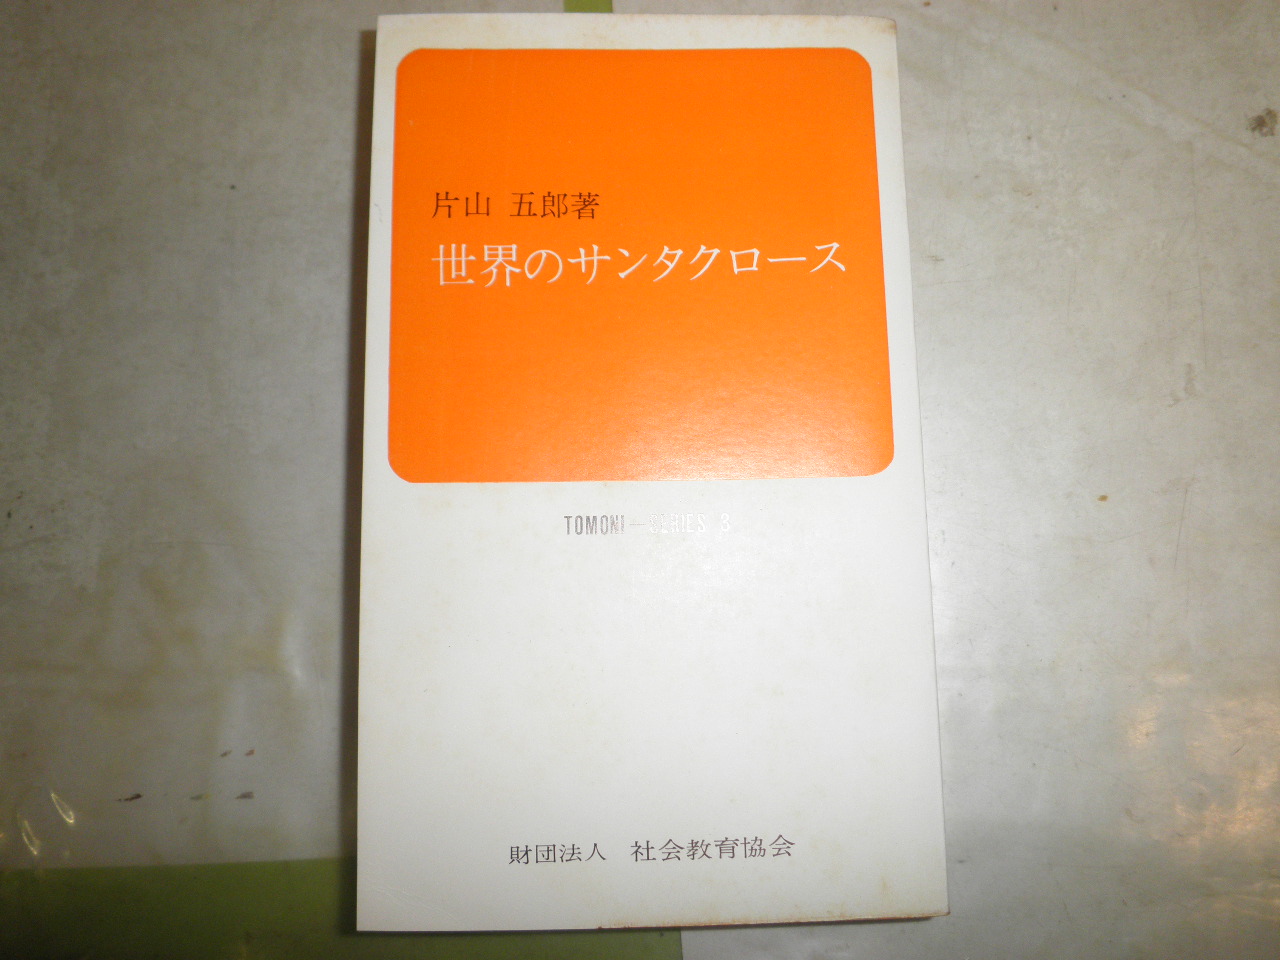 片山 五郎著
世界のサンタクロース
TOMONI—SERIES 3
財団法人 社会教育協会